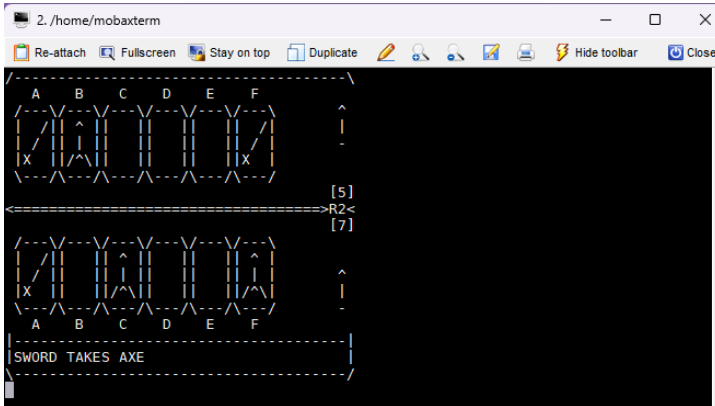 2. /home/mobaxterm
Re-attach Fullscreen Stay on top Duplicate Hide toolbar Close
/---------------------------------------\
A B C D E F
/---\/---\/---\/---\/---\/---\ ^
| /|| ^ || || || || /| |
| / || | || || || || / | -
|X ||/^\|| || || ||X |
\---/\---/\---/\---/\---/\---/
[5]
<====================================>R2<
[7]
/---\/---\/---\/---\/---\/---\
| /|| || ^ || || || ^ |
| / || || | || || || | | ^
|X || ||/^\|| || ||/^\| |
\---/\---/\---/\---/\---/\---/ -
A B C D E F
|---------------------------------------|
|SWORD TAKES AXE |
\---------------------------------------/